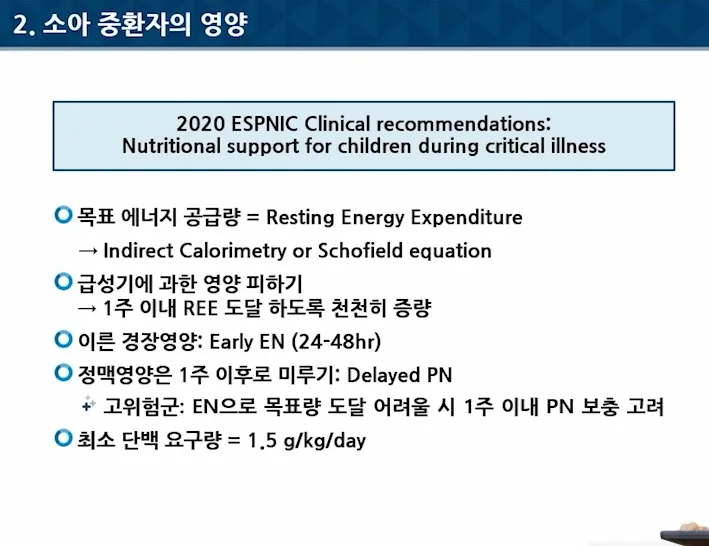 2. 소아 중환자의 영양
2020 ESPNIC Clinical recommendations:
Nutritional support for children during critical illness
목표 에너지 공급량 = Resting Energy Expenditure
→ Indirect Calorimetry or Schofield equation
급성기에 과한 영양 피하기
→ 1주 이내 REE 도달 하도록 천천히 증량
이른 경장영양: Early EN (24-48hr)
정맥영양은 1주 이후로 미루기: Delayed PN
고위험군: EN으로 목표량 도달 어려울 시 1주 이내 PN 보충 고려
최소 단백 요구량 = 1.5 g/kg/day